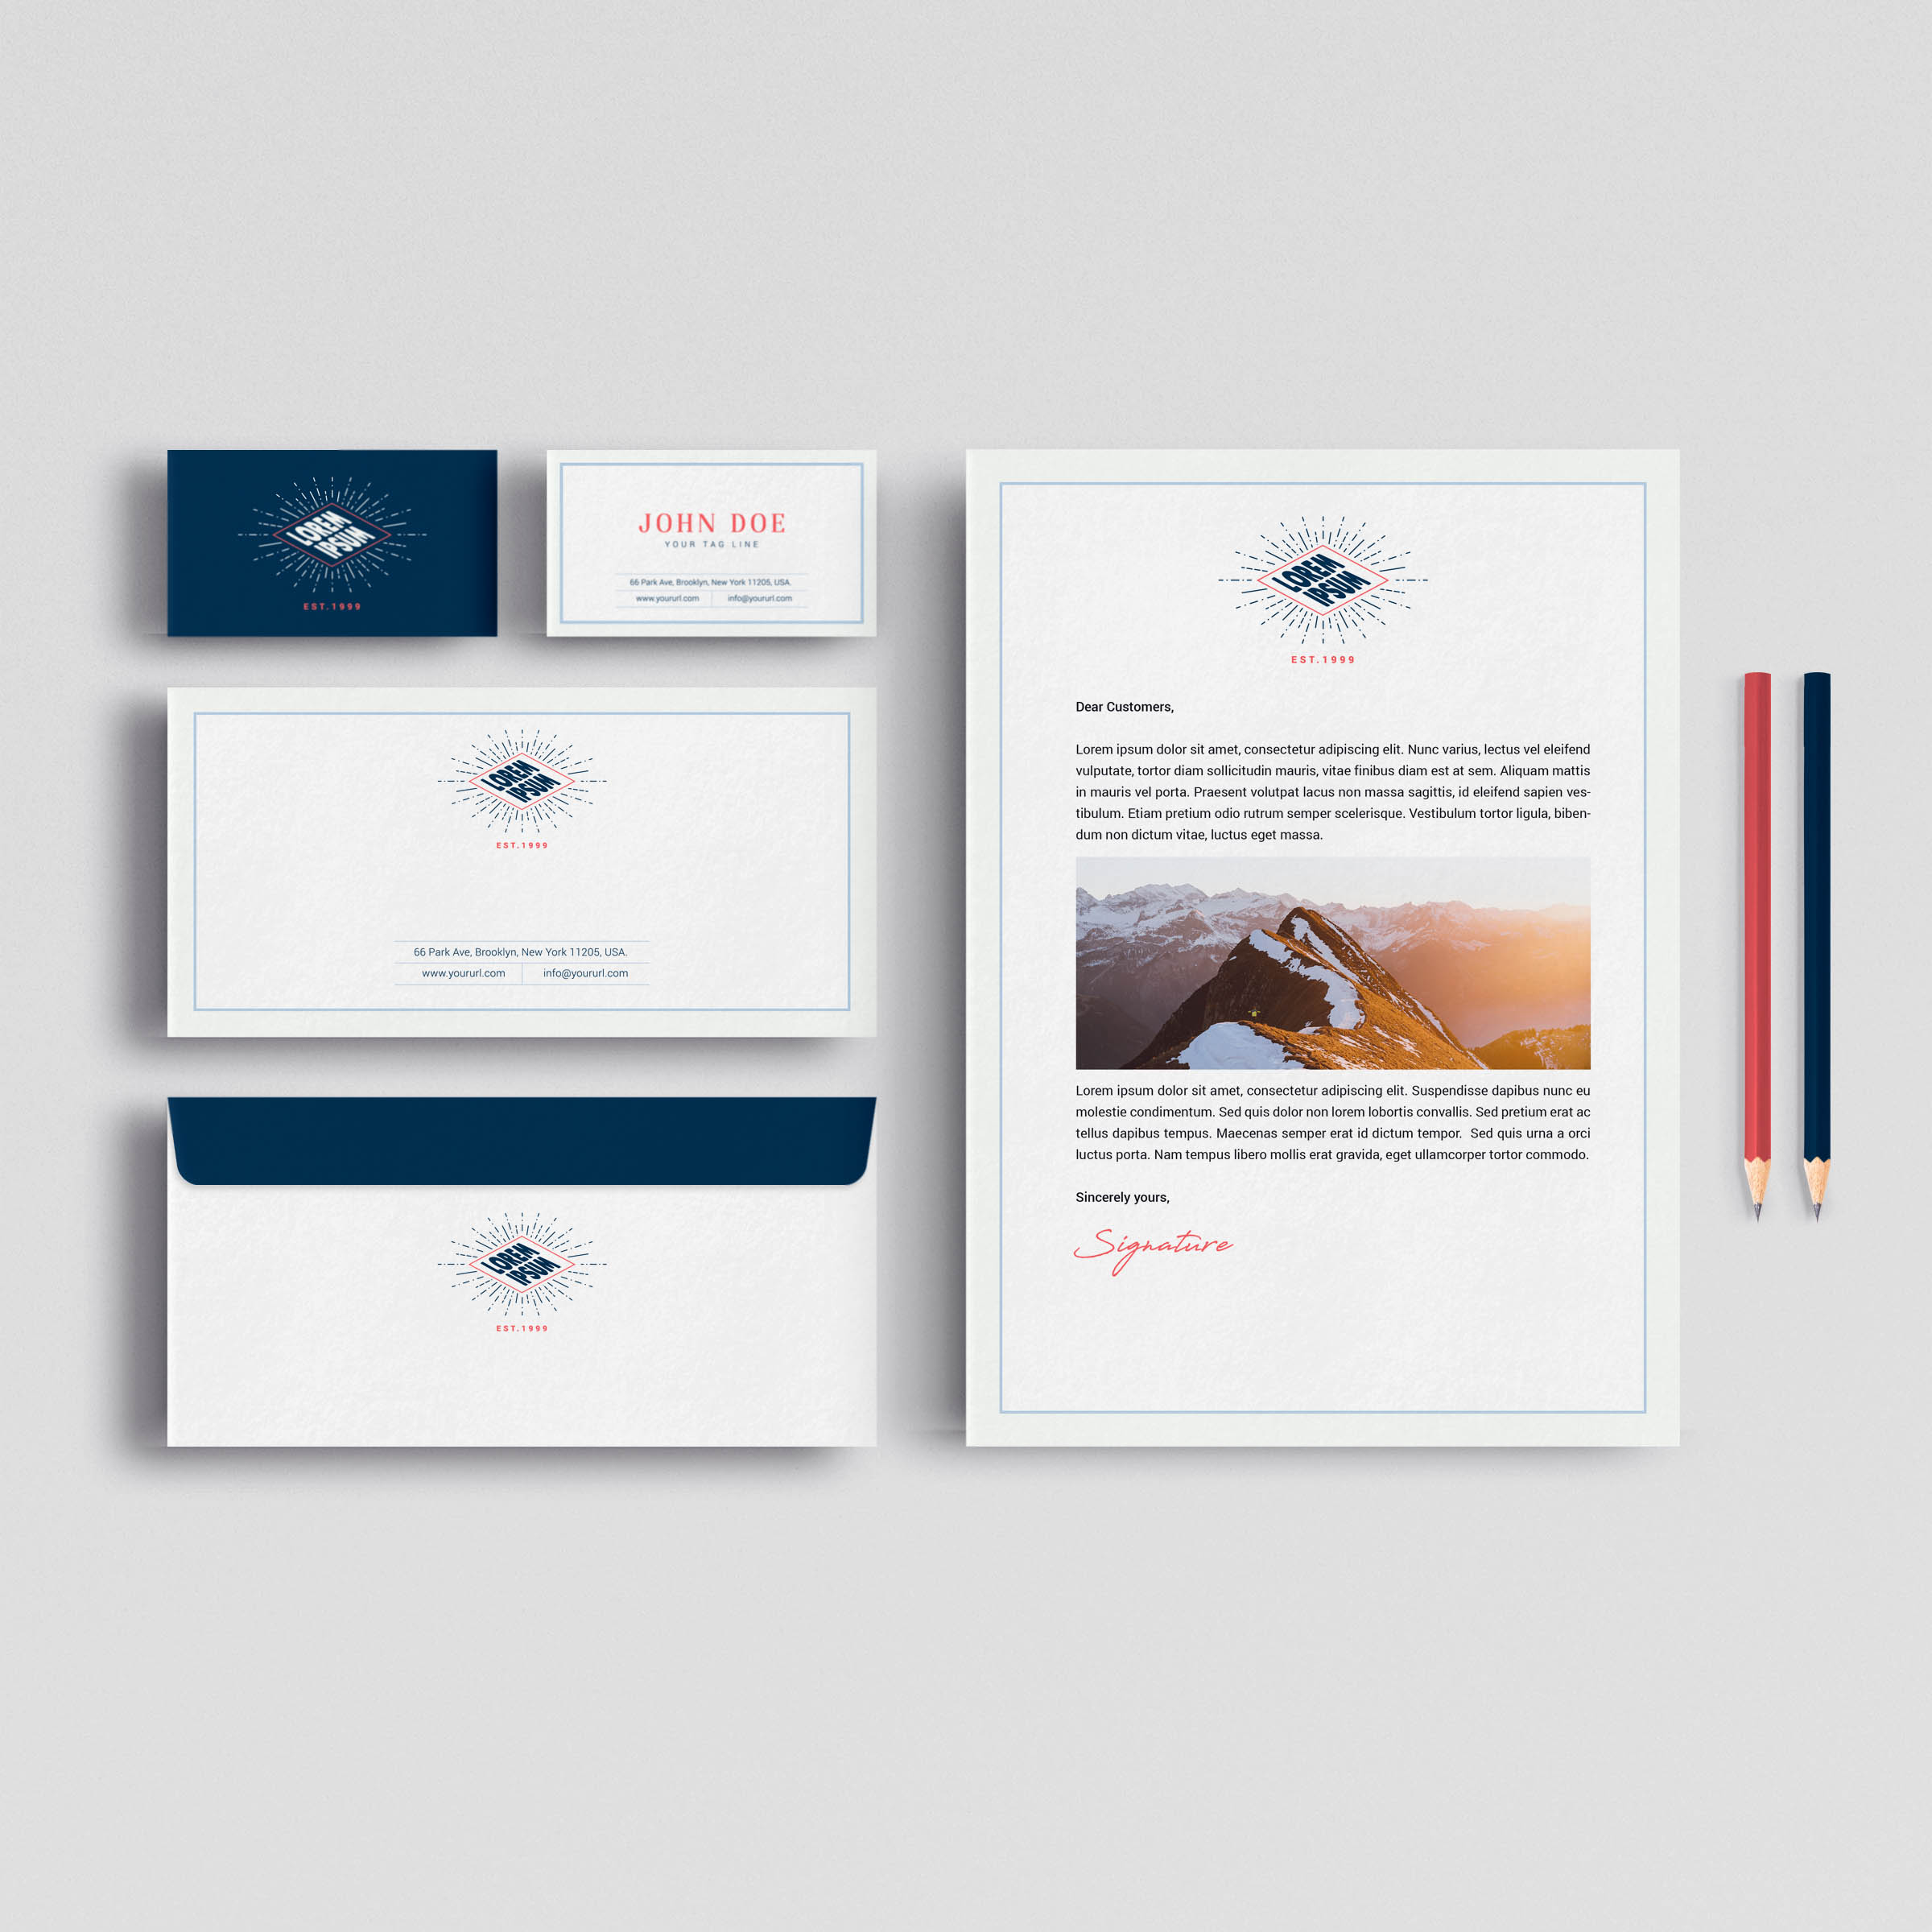 LOREM
IPSUM
EST.1999
JOHN DOE
YOUR TAG LINE
66 Park Ave, Brooklyn, New York 11205, USA.
www.yoururl.com info@yoururl.com
LOREM
IPSUM
EST.1999
66 Park Ave, Brooklyn, New York 11205, USA.
www.yoururl.com info@yoururl.com
LOREM
IPSUM
EST.1999
LOREM
IPSUM
EST.1999
Dear Customers,
Lorem ipsum dolor sit amet, consectetur adipiscing elit. Nunc varius, lectus vel eleifend
vulputate, tortor diam sollicitudin mauris, vitae finibus diam est at sem. Aliquam mattis
in mauris vel porta. Praesent volutpat lacus non massa sagittis, id eleifend sapien ves-
tibulum. Etiam pretium odio rutrum semper scelerisque. Vestibulum tortor ligula, biben-
dum non dictum vitae, luctus eget massa.
Lorem ipsum dolor sit amet, consectetur adipiscing elit. Suspendisse dapibus nunc eu
molestie condimentum. Sed quis dolor non lorem lobortis convallis. Sed pretium erat ac
tellus dapibus tempus. Maecenas semper erat id dictum tempor.  Sed quis urna a orci
luctus porta. Nam tempus libero mollis erat gravida, eget ullamcorper tortor commodo.
Sincerely yours,
Signature